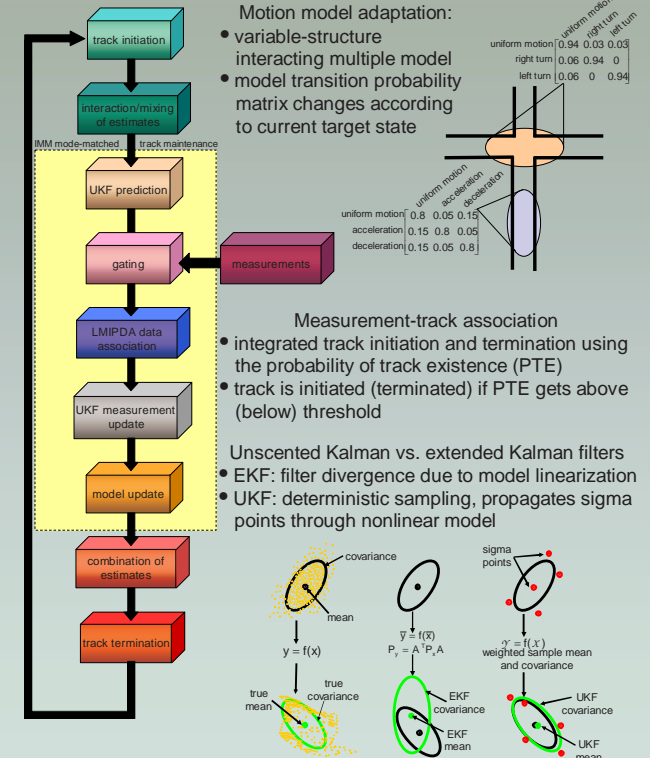 track initiation
interaction/mixing
of estimates
IMM mode-matched
track maintenance
UKF prediction
gating
measurements
LMIPDA data
association
UKF measurement
update
model update
combination of
estimates
track termination
Motion model adaptation:
• variable-structure
interacting multiple model
• model transition probability
matrix changes according
to current target state
uniform motion
right turn
left turn
uniform motion 0.94 0.03 0.03
right turn 0.06 0.94 0
left turn 0.06 0 0.94
uniform motion
acceleration
deceleration
uniform motion 0.8 0.05 0.15
acceleration 0.15 0.8 0.05
deceleration 0.15 0.05 0.8
Measurement-track association
• integrated track initiation and termination using
the probability of track existence (PTE)
• track is initiated (terminated) if PTE gets above
(below) threshold
Unscented Kalman vs. extended Kalman filters
• EKF: filter divergence due to model linearization
• UKF: deterministic sampling, propagates sigma
points through nonlinear model
covariance
mean
y = f(x)
true
mean
true
covariance
y̅ = f(x̅)
Pᵧ = AᵀPₓA
EKF
covariance
EKF
mean
sigma
points
𝒴 = f(𝒳)
weighted sample mean
and covariance
UKF
covariance
UKF
mean